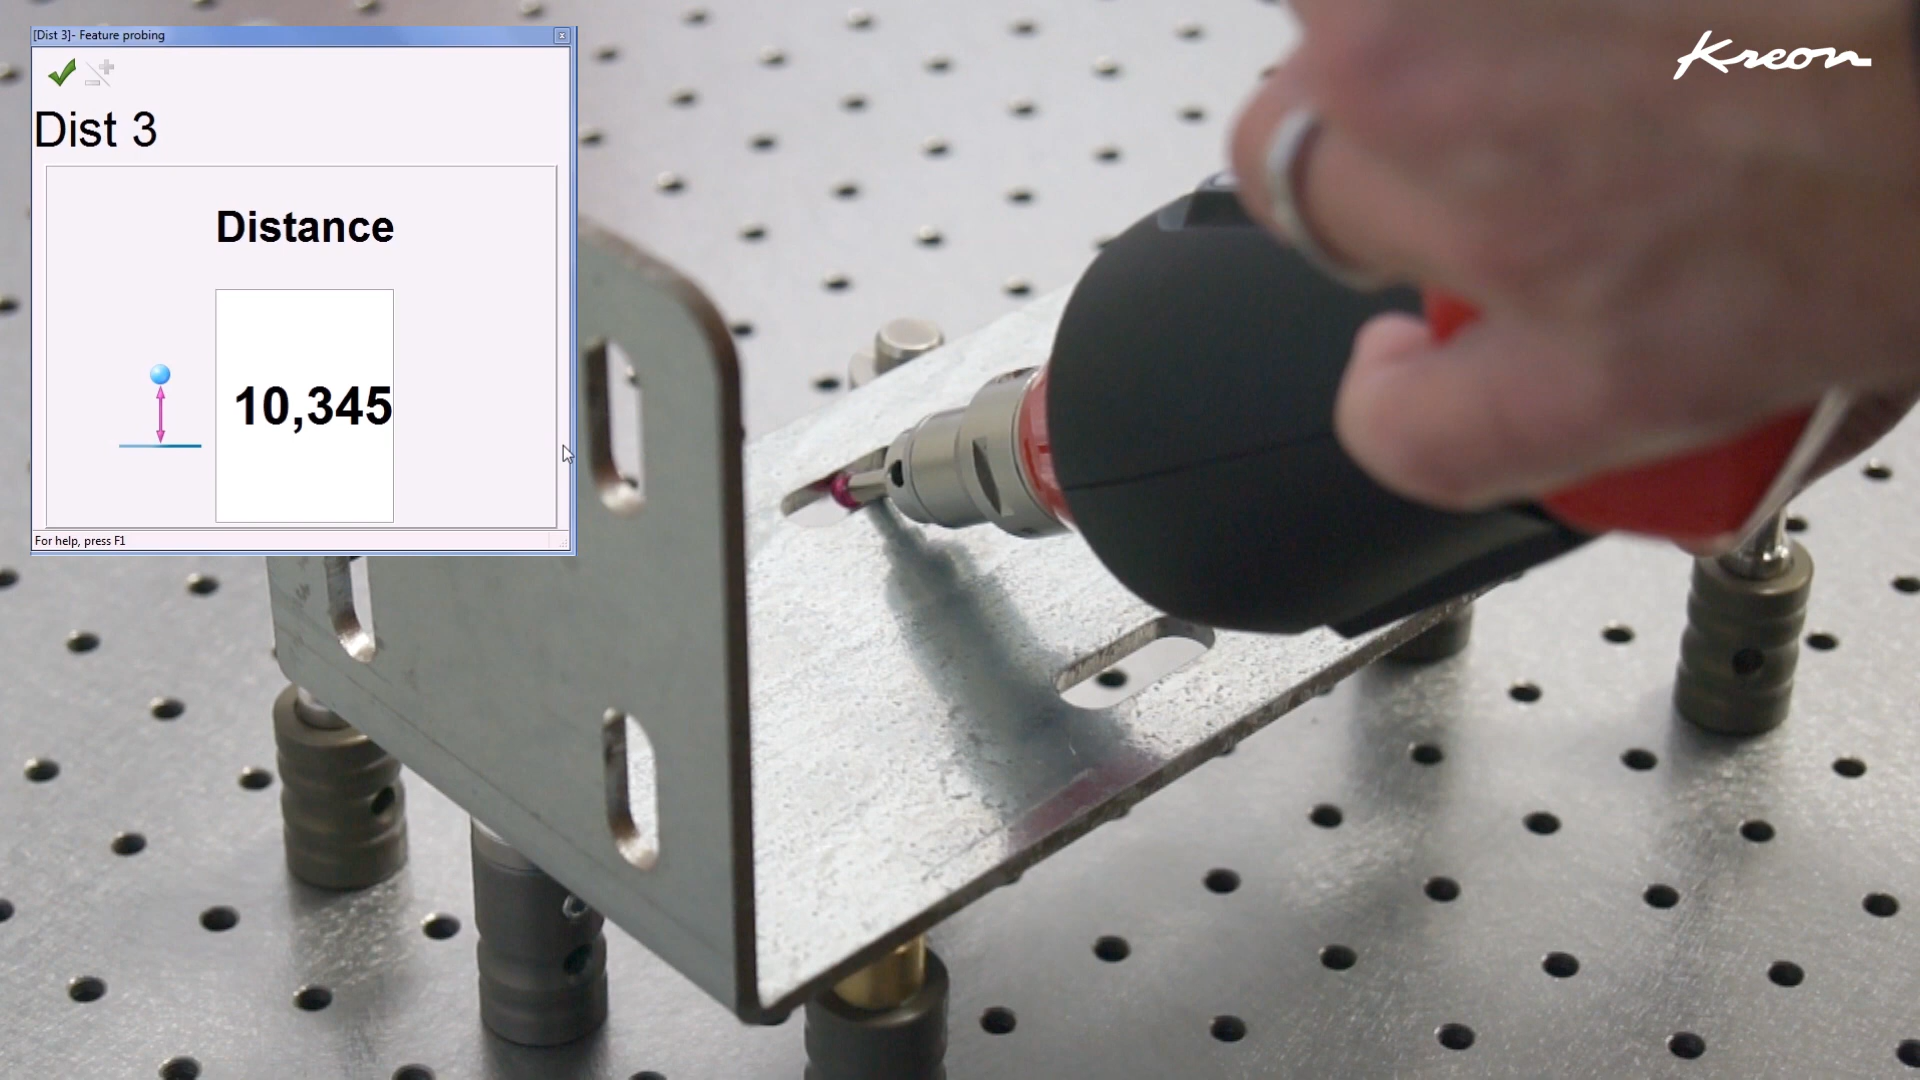 [Dist 3]- Feature probing
Dist 3
Distance
10,345
For help, press F1
Kreon